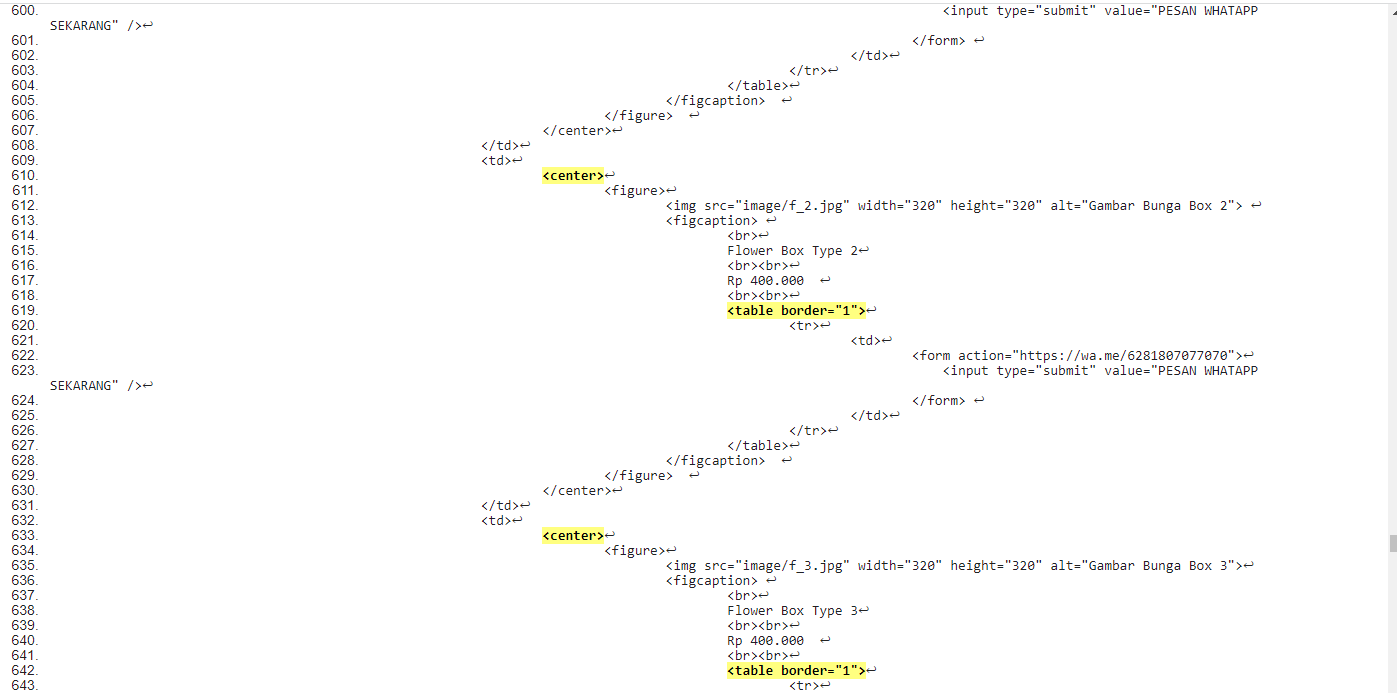 600. <input type="submit" value="PESAN WHATAPP
SEKARANG" />↩
601. </form> ↩
602. </td>↩
603. </tr>↩
604. </table>↩
605. </figcaption> ↩
606. </figure> ↩
607. </center>↩
608. </td>↩
609. <td>↩
610. <center>↩
611. <figure>↩
612. <img src="image/f_2.jpg" width="320" height="320" alt="Gambar Bunga Box 2"> ↩
613. <figcaption> ↩
614. <br>↩
615. Flower Box Type 2↩
616. <br><br>↩
617. Rp 400.000 ↩
618. <br><br>↩
619. <table border="1">↩
620. <tr>↩
621. <td>↩
622. <form action="https://wa.me/6281807077070">↩
623. <input type="submit" value="PESAN WHATAPP
SEKARANG" />↩
624. </form> ↩
625. </td>↩
626. </tr>↩
627. </table>↩
628. </figcaption> ↩
629. </figure> ↩
630. </center>↩
631. </td>↩
632. <td>↩
633. <center>↩
634. <figure>↩
635. <img src="image/f_3.jpg" width="320" height="320" alt="Gambar Bunga Box 3">↩
636. <figcaption> ↩
637. <br>↩
638. Flower Box Type 3↩
639. <br><br>↩
640. Rp 400.000 ↩
641. <br><br>↩
642. <table border="1">↩
643. <tr>↩